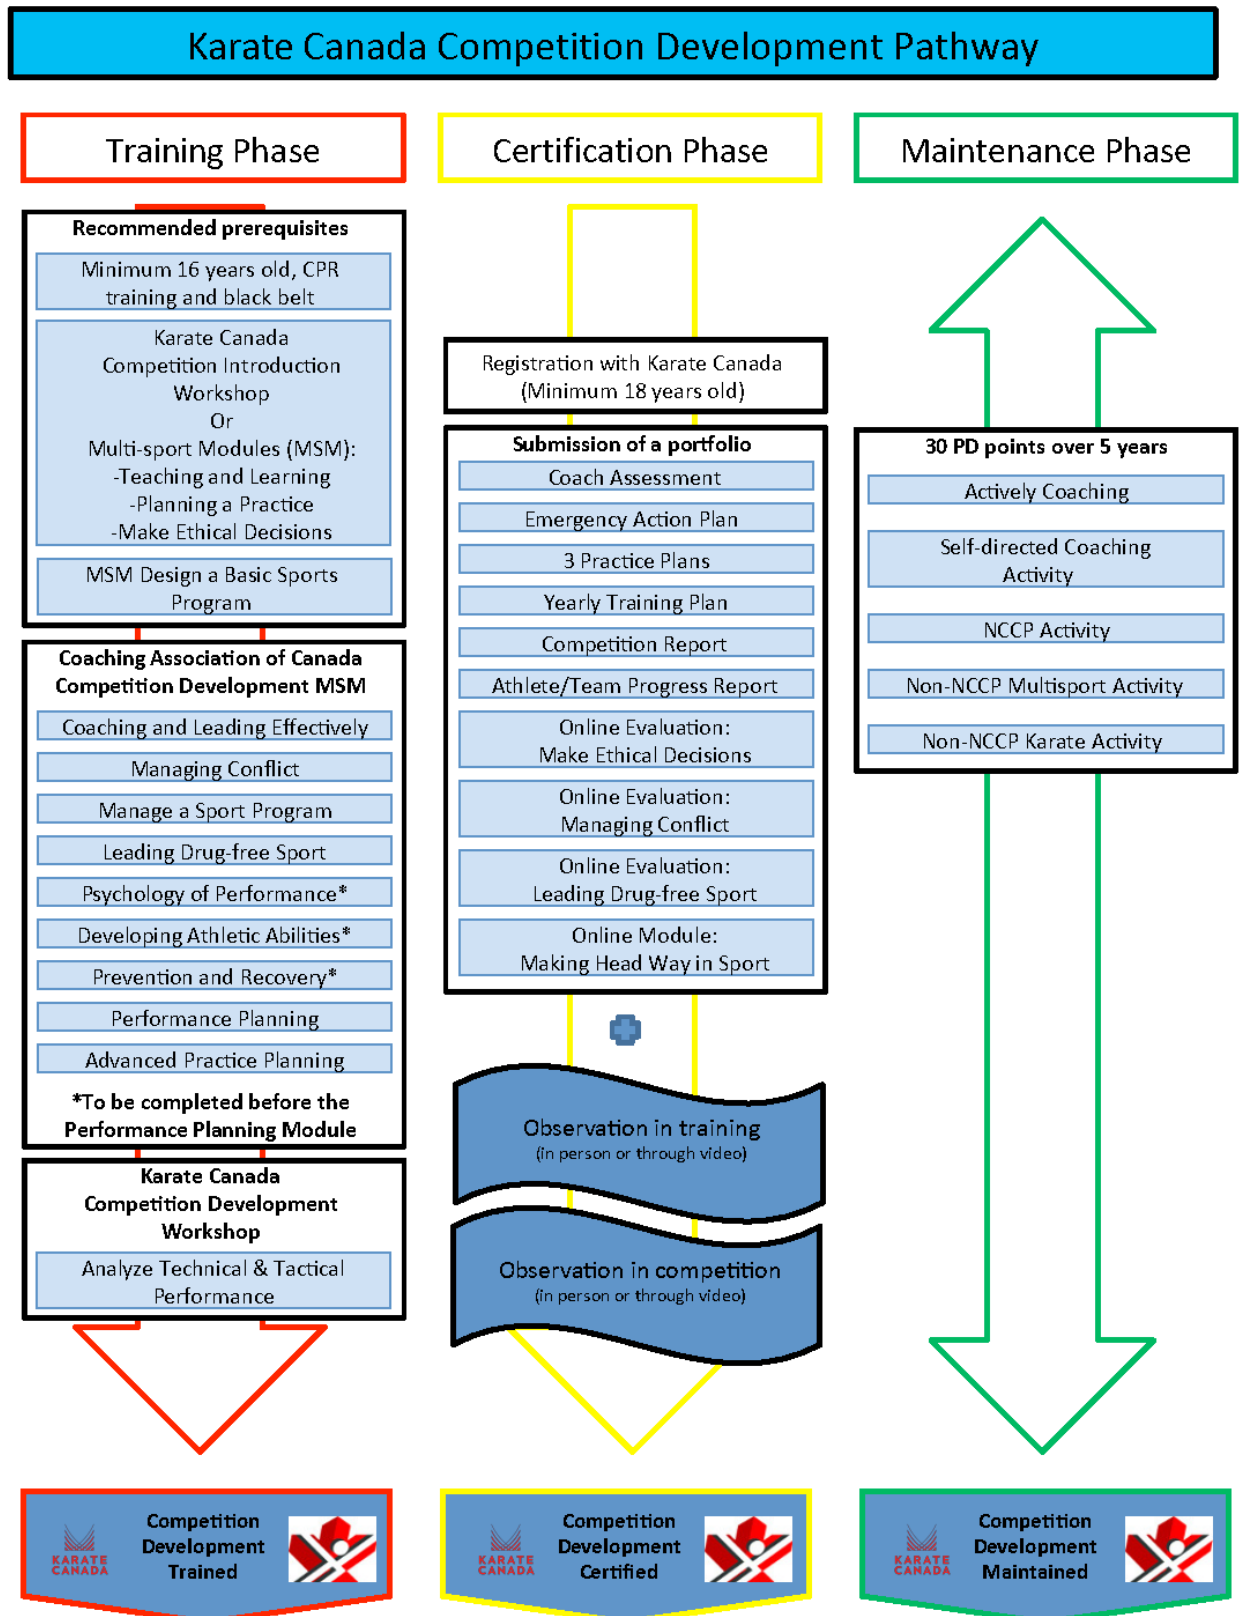 Karate Canada Competition Development Pathway
Training Phase
Recommended prerequisites
Minimum 16 years old, CPR
training and black belt
Karate Canada
Competition Introduction
Workshop
Or
Multi-sport Modules (MSM):
-Teaching and Learning
-Planning a Practice
-Make Ethical Decisions
MSM Design a Basic Sports
Program
Coaching Association of Canada
Competition Development MSM
Coaching and Leading Effectively
Managing Conflict
Manage a Sport Program
Leading Drug-free Sport
Psychology of Performance*
Developing Athletic Abilities*
Prevention and Recovery*
Performance Planning
Advanced Practice Planning
*To be completed before the
Performance Planning Module
Karate Canada
Competition Development
Workshop
Analyze Technical & Tactical
Performance
KARATE
CANADA
Competition
Development
Trained
Certification Phase
Registration with Karate Canada
(Minimum 18 years old)
Submission of a portfolio
Coach Assessment
Emergency Action Plan
3 Practice Plans
Yearly Training Plan
Competition Report
Athlete/Team Progress Report
Online Evaluation:
Make Ethical Decisions
Online Evaluation:
Managing Conflict
Online Evaluation:
Leading Drug-free Sport
Online Module:
Making Head Way in Sport
Observation in training
(in person or through video)
Observation in competition
(in person or through video)
KARATE
CANADA
Competition
Development
Certified
Maintenance Phase
30 PD points over 5 years
Actively Coaching
Self-directed Coaching
Activity
NCCP Activity
Non-NCCP Multisport Activity
Non-NCCP Karate Activity
KARATE
CANADA
Competition
Development
Maintained